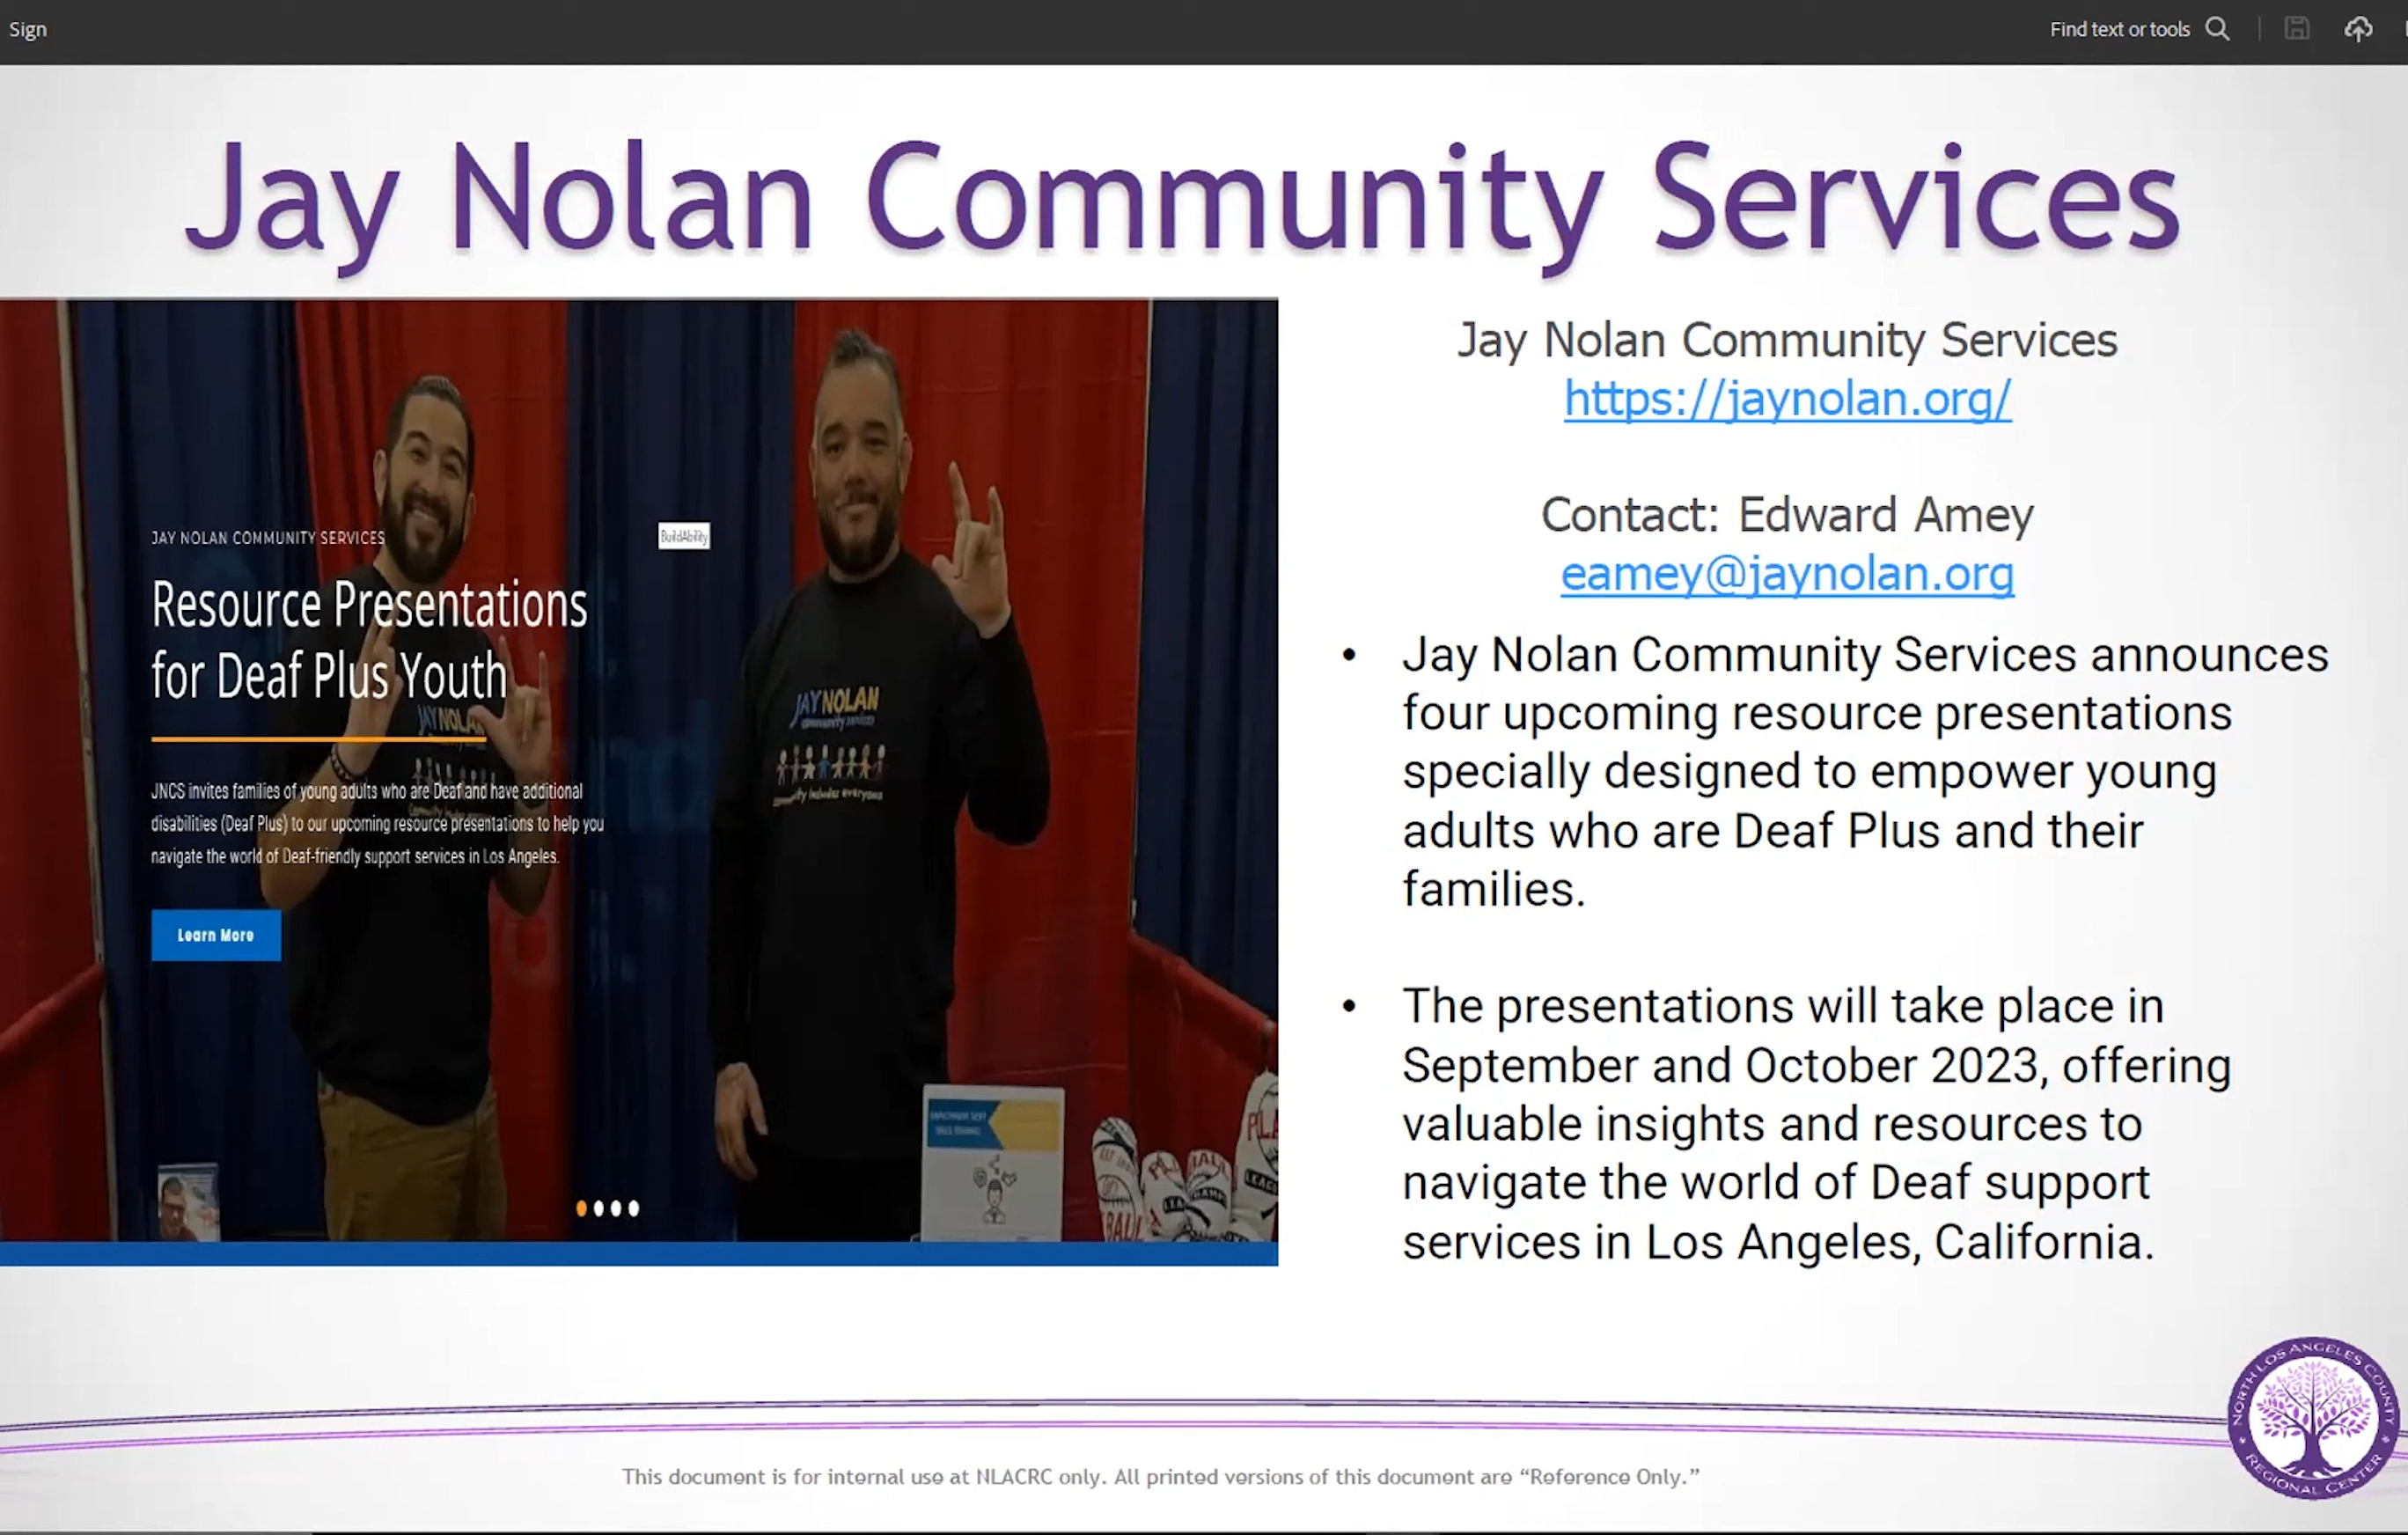 Sign
Find text or tools
Jay Nolan Community Services
JAY NOLAN COMMUNITY SERVICES
BuildAbility
Resource Presentations
for Deaf Plus Youth
JAY NOLAN
community services
community includes everyone
JNCS invites families of young adults who are Deaf and have additional
disabilities (Deaf Plus) to our upcoming resource presentations to help you
navigate the world of Deaf-friendly support services in Los Angeles.
Learn More
Jay Nolan Community Services
https://jaynolan.org/
Contact: Edward Amey
eamey@jaynolan.org
• Jay Nolan Community Services announces
four upcoming resource presentations
specially designed to empower young
adults who are Deaf Plus and their
families.
• The presentations will take place in
September and October 2023, offering
valuable insights and resources to
navigate the world of Deaf support
services in Los Angeles, California.
NORTH LOS ANGELES COUNTY
REGIONAL CENTER
This document is for internal use at NLACRC only. All printed versions of this document are “Reference Only.”